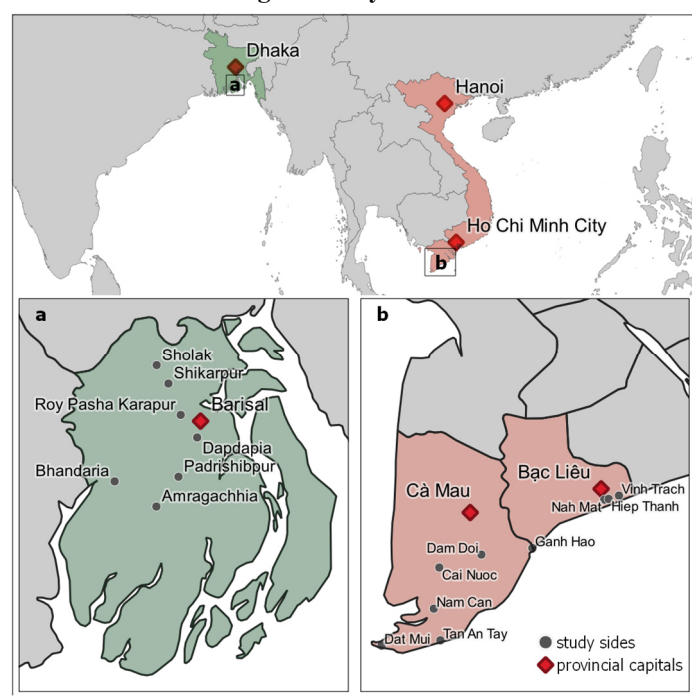 Dhaka
a
Hanoi
Ho Chi Minh City
b
a
Sholak
Shikarpur
Roy Pasha Karapur
Barisal
Dapdapia
Padrishibpur
Bhandaria
Amragachhia
b
Bạc Liêu
Cà Mau
Vinh Trach
Nah Mat
Hiep Thanh
Ganh Hao
Dam Doi
Cai Nuoc
Nam Can
Dat Mui
Tan An Tay
study sides
provincial capitals